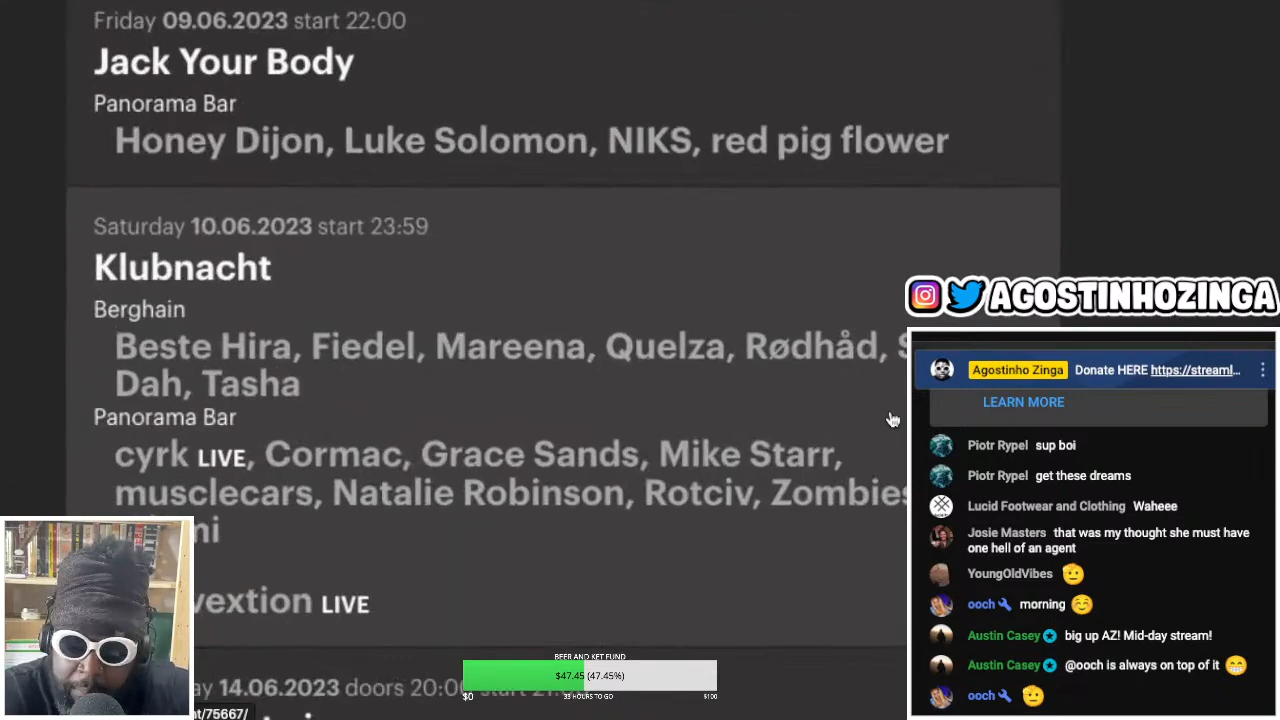 Friday 09.06.2023 start 22:00
Jack Your Body
Panorama Bar
Honey Dijon, Luke Solomon, NIKS, red pig flower
Saturday 10.06.2023 start 23:59
Klubnacht
Berghain
Beste Hira, Fiedel, Mareena, Quelza, Rødhåd,
Dah, Tasha
Panorama Bar
cyrk LIVE, Cormac, Grace Sands, Mike Starr,
musclecars, Natalie Robinson, Rotciv, Zombies
LIVE
14.06.2023 doors 20:00
AGOSTINHOZINGA
Agostinho Zinga Donate HERE https://streaml...
LEARN MORE
Piotr Rypel sup boi
Piotr Rypel get these dreams
Lucid Footwear and Clothing Waheee
Josie Masters that was my thought she must have
one hell of an agent
YoungOldVibes 🫡
ooch morning ☺️
Austin Casey big up AZ! Mid-day stream!
Austin Casey @ooch is always on top of it 😁
ooch 🫡
BEER AND KET FUND
$47.45 (47.45%)
$0 33 HOURS TO GO $100
/75667/